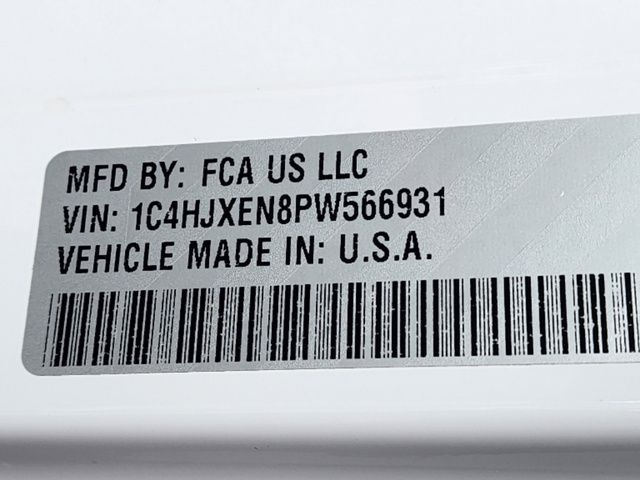 MFD BY: FCA US LLC
VIN: 1C4HJXEN8PW566931
VEHICLE MADE IN: U.S.A.